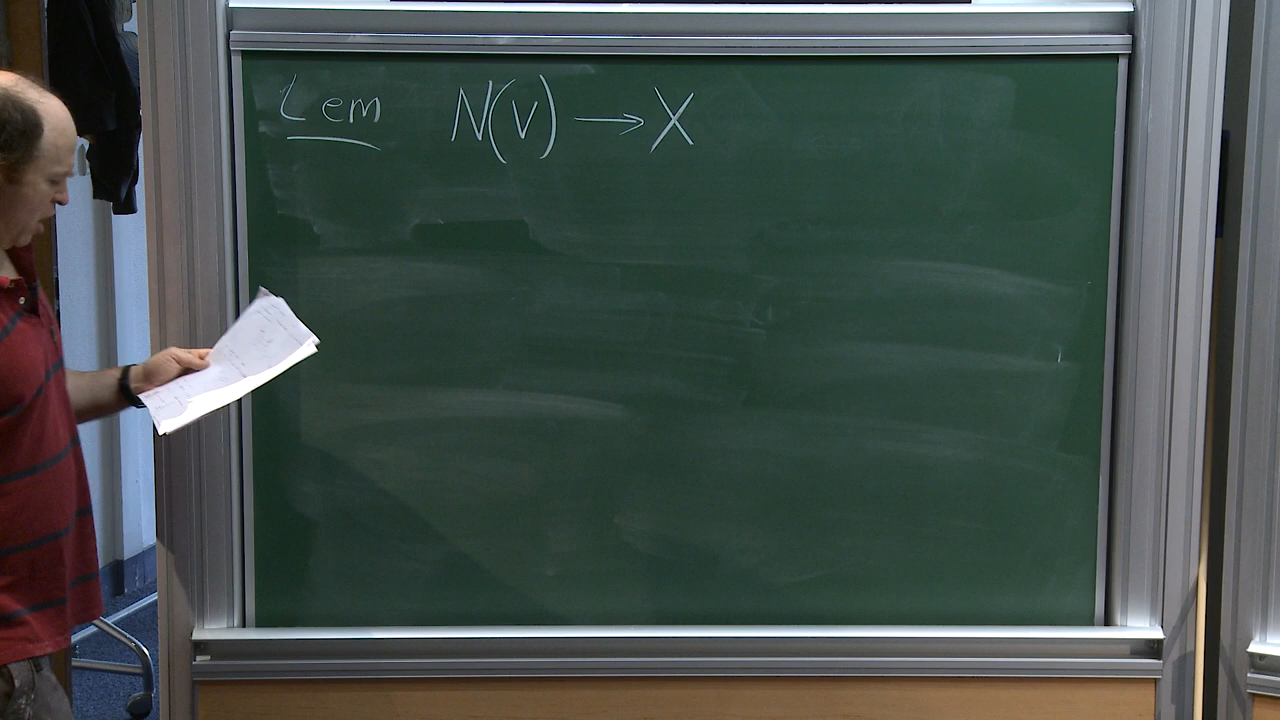 Lem N(V) → X